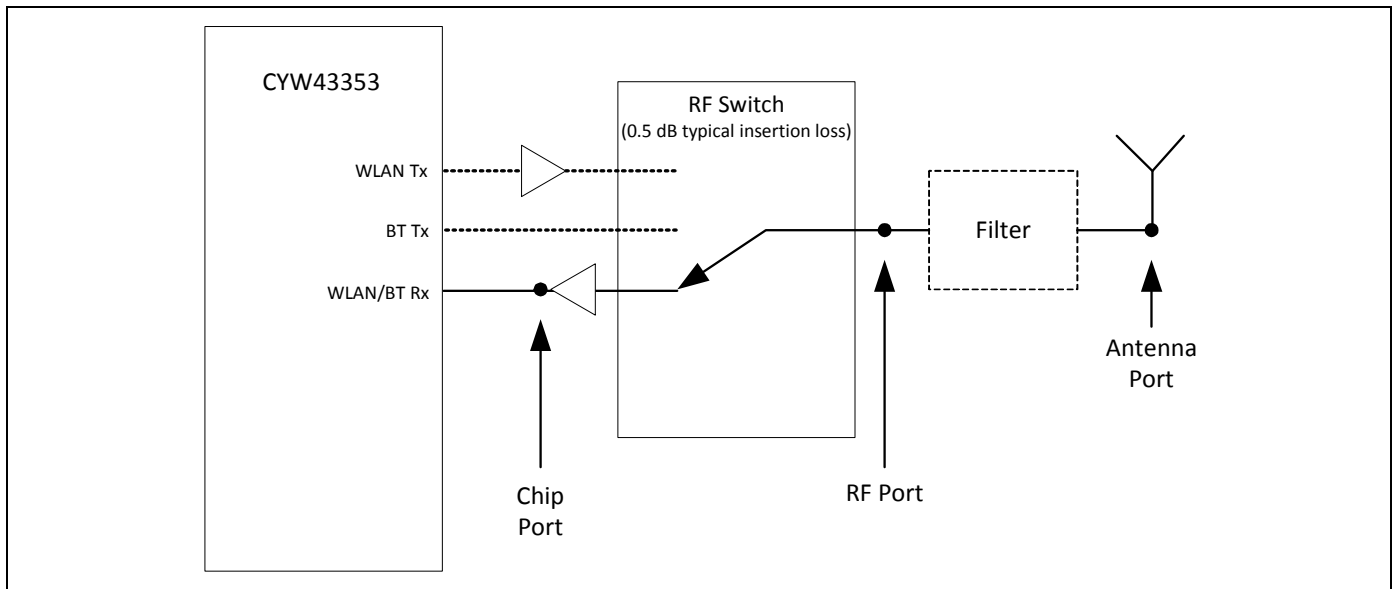 CYW43353
RF Switch
(0.5 dB typical insertion loss)
WLAN Tx
BT Tx
WLAN/BT Rx
Filter
Antenna
Port
Chip
Port
RF Port